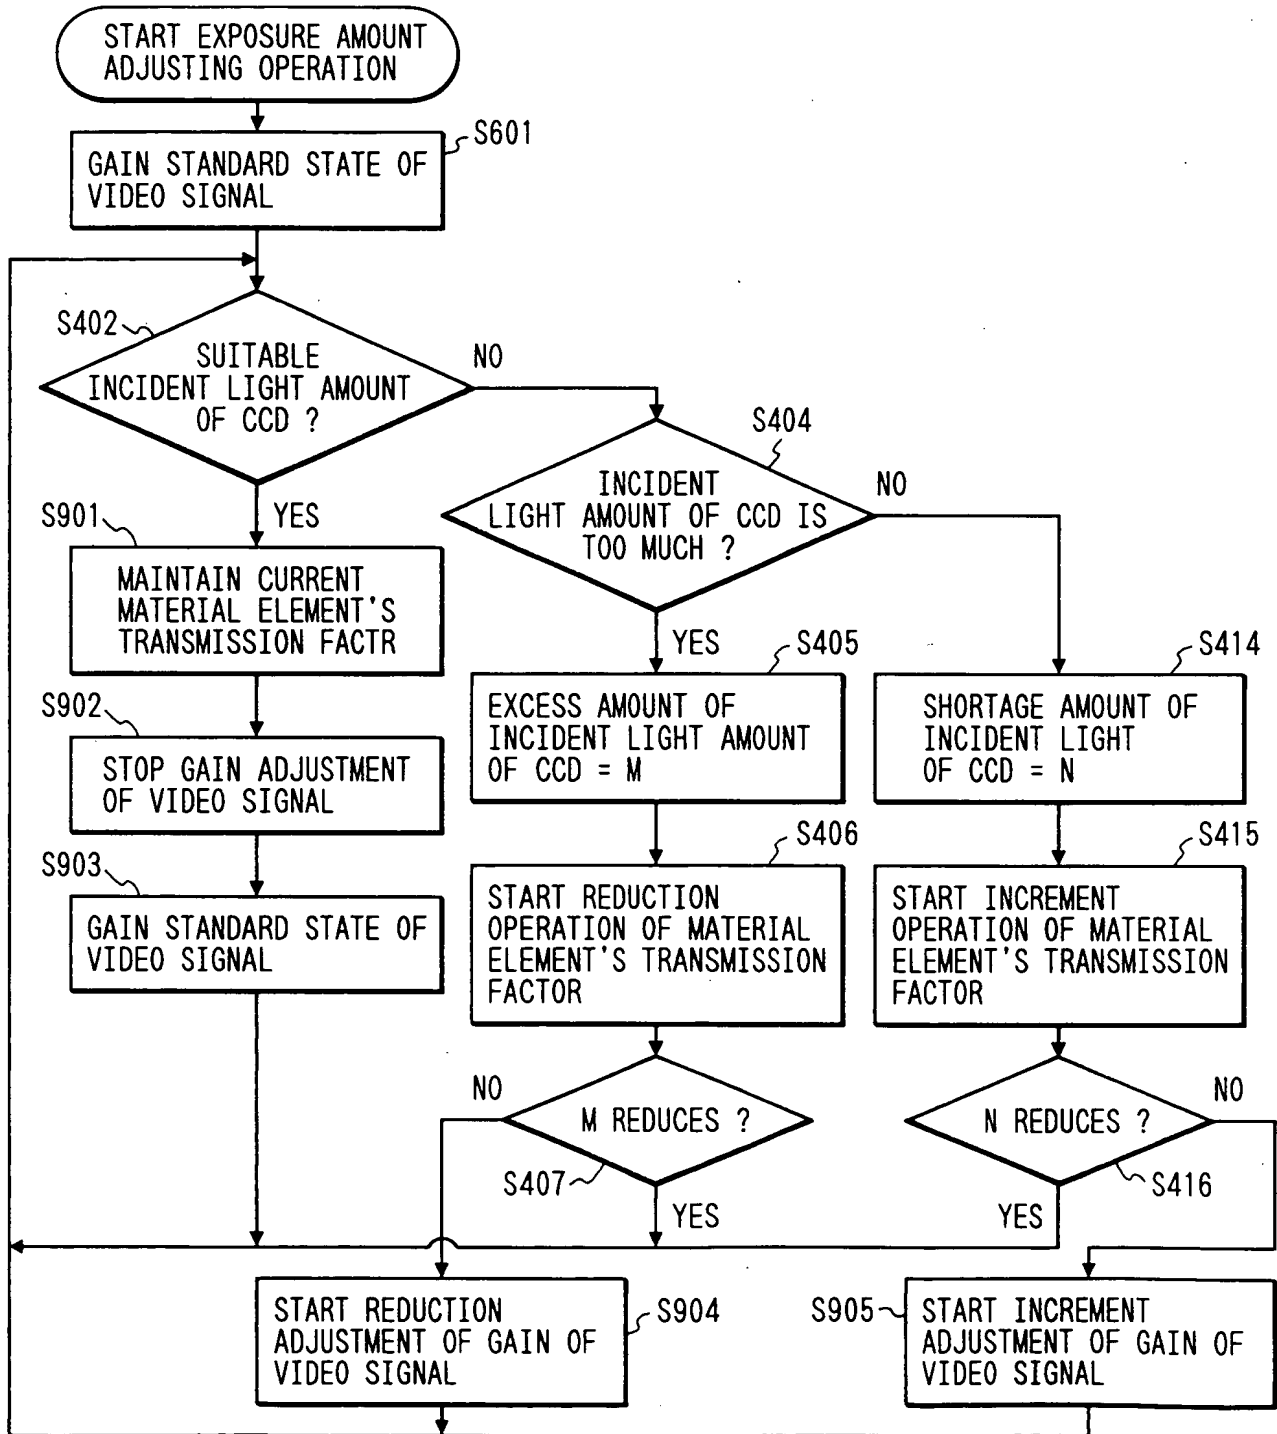 START EXPOSURE AMOUNT
ADJUSTING OPERATION
S601
GAIN STANDARD STATE OF
VIDEO SIGNAL
S402
SUITABLE
INCIDENT LIGHT AMOUNT
OF CCD ?
NO
YES
S404
INCIDENT
LIGHT AMOUNT OF CCD IS
TOO MUCH ?
NO
YES
S901
MAINTAIN CURRENT
MATERIAL ELEMENT'S
TRANSMISSION FACTR
S902
STOP GAIN ADJUSTMENT
OF VIDEO SIGNAL
S903
GAIN STANDARD STATE OF
VIDEO SIGNAL
S405
EXCESS AMOUNT OF
INCIDENT LIGHT AMOUNT
OF CCD = M
S406
START REDUCTION
OPERATION OF MATERIAL
ELEMENT'S TRANSMISSION
FACTOR
NO
M REDUCES ?
S407
YES
S414
SHORTAGE AMOUNT OF
INCIDENT LIGHT
OF CCD = N
S415
START INCREMENT
OPERATION OF MATERIAL
ELEMENT'S TRANSMISSION
FACTOR
NO
N REDUCES ?
S416
YES
START REDUCTION
ADJUSTMENT OF GAIN OF
VIDEO SIGNAL
S904
S905
START INCREMENT
ADJUSTMENT OF GAIN OF
VIDEO SIGNAL